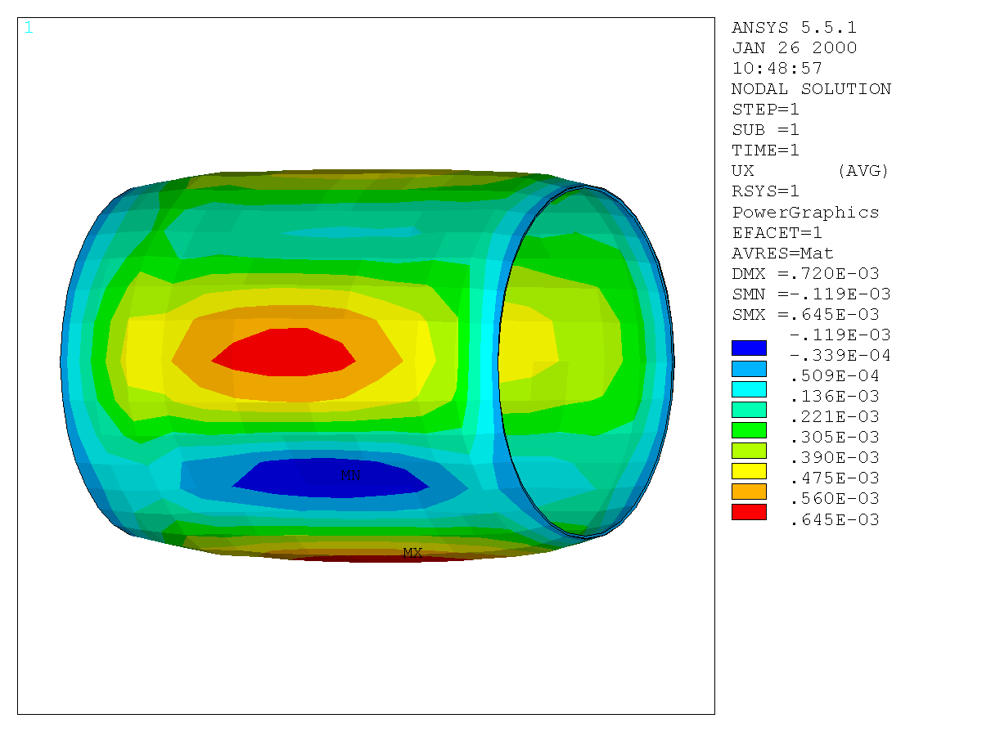 1
ANSYS 5.5.1
JAN 26 2000
10:48:57
NODAL SOLUTION
STEP=1
SUB =1
TIME=1
UX (AVG)
RSYS=1
PowerGraphics
EFACET=1
AVRES=Mat
DMX =.720E-03
SMN =-.119E-03
SMX =.645E-03
-.119E-03
-.339E-04
.509E-04
.136E-03
.221E-03
.305E-03
.390E-03
.475E-03
.560E-03
.645E-03
MN
MX